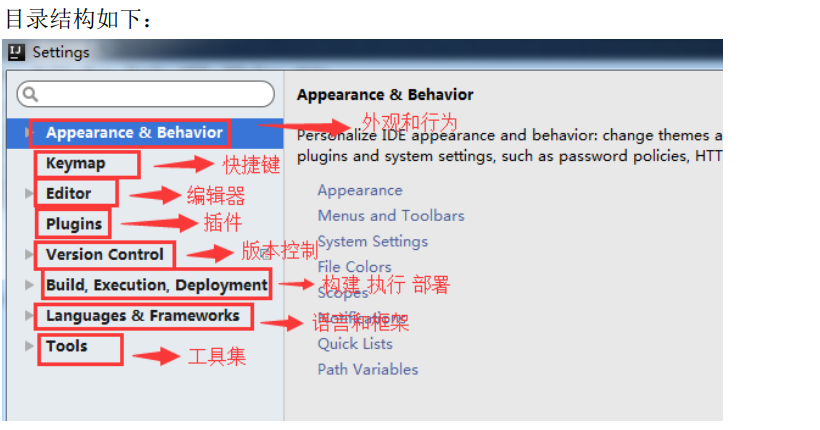 目录结构如下：
Settings
Appearance & Behavior
外观和行为
Personalize IDE appearance and behavior: change themes a
plugins and system settings, such as password policies, HTT
Appearance & Behavior
Keymap 快捷键
Editor 编辑器
Plugins 插件
Version Control 版本控制
Build, Execution, Deployment 构建 执行 部署
Languages & Frameworks 语言和框架
Tools 工具集
Appearance
Menus and Toolbars
System Settings
File Colors
Scopes
Notifications
Quick Lists
Path Variables